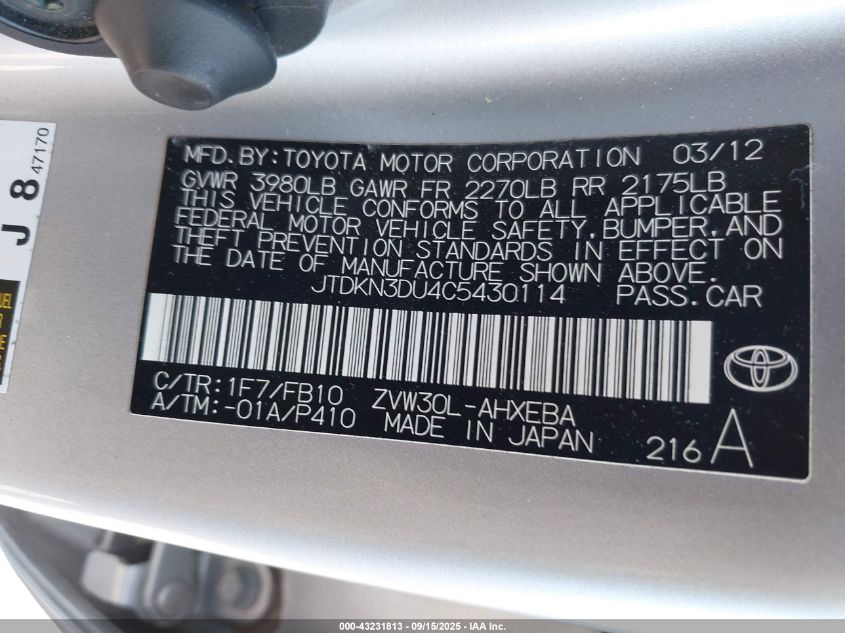 MFD. BY: TOYOTA MOTOR CORPORATION 03/12
GVWR 3980LB GAWR FR 2270LB RR 2175LB
THIS VEHICLE CONFORMS TO ALL APPLICABLE
FEDERAL MOTOR VEHICLE SAFETY, BUMPER, AND
THEFT PREVENTION STANDARDS IN EFFECT ON
THE DATE OF MANUFACTURE SHOWN ABOVE.
JTDKN3DU4C5430114 PASS. CAR
C/TR: 1F7/FB10 ZVW30L-AHXEBA
A/TM: -01A/P410 MADE IN JAPAN 216 A
J 8 47170
000-43231813 - 09/15/2025 - IAA Inc.